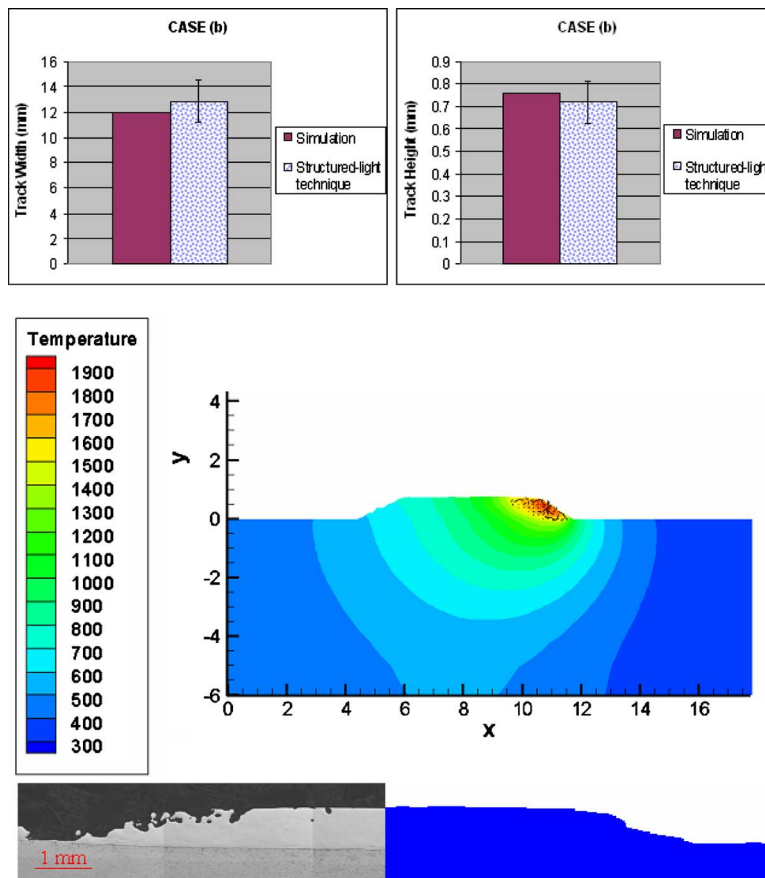 CASE (b)
16
14
12
10
8
6
4
2
0
Track Width (mm)
Simulation
Structured-light
technique
CASE (b)
0.9
0.8
0.7
0.6
0.5
0.4
0.3
0.2
0.1
0
Track Height (mm)
Simulation
Structured-light
technique
Temperature
1900
1800
1700
1600
1500
1400
1300
1200
1100
1000
900
800
700
600
500
400
300
y
4
2
0
-2
-4
-6
0 2 4 6 8 10 12 14 16
x
1 mm